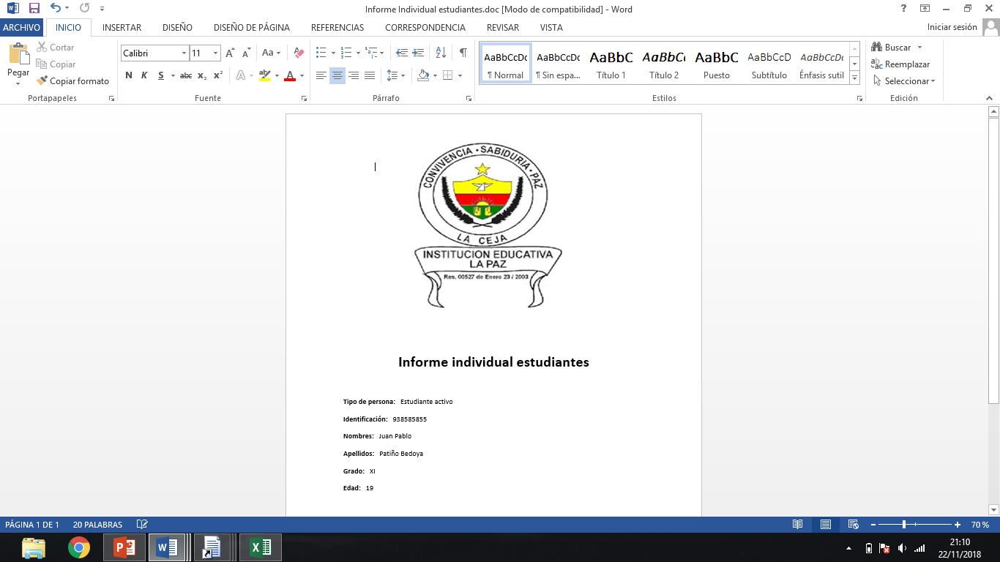 Informe Individual estudiantes.doc [Modo de compatibilidad] - Word
ARCHIVO INICIO INSERTAR DISEÑO DISEÑO DE PÁGINA REFERENCIAS CORRESPONDENCIA REVISAR VISTA Iniciar sesión
Pegar
Cortar
Copiar
Copiar formato
Portapapeles
Calibri 11
Aa
N K S abc x₂ x² A ab A
Fuente
Párrafo
AaBbCcDc AaBbCcDc AaBbC AaBbC AaBbC AaBbCcD AaBbCcDc
¶ Normal ¶ Sin espa... Título 1 Título 2 Puesto Subtítulo Énfasis sutil
Estilos
Buscar
Reemplazar
Seleccionar
Edición
CONVIVENCIA • SABIDURIA • PAZ
LA CEJA
INSTITUCION EDUCATIVA
LA PAZ
Res. 00527 de Enero 23 / 2003
Informe individual estudiantes
Tipo de persona: Estudiante activo
Identificación: 938585855
Nombres: Juan Pablo
Apellidos: Patiño Bedoya
Grado: XI
Edad: 19
PÁGINA 1 DE 1 20 PALABRAS 70 %
21:10
22/11/2018